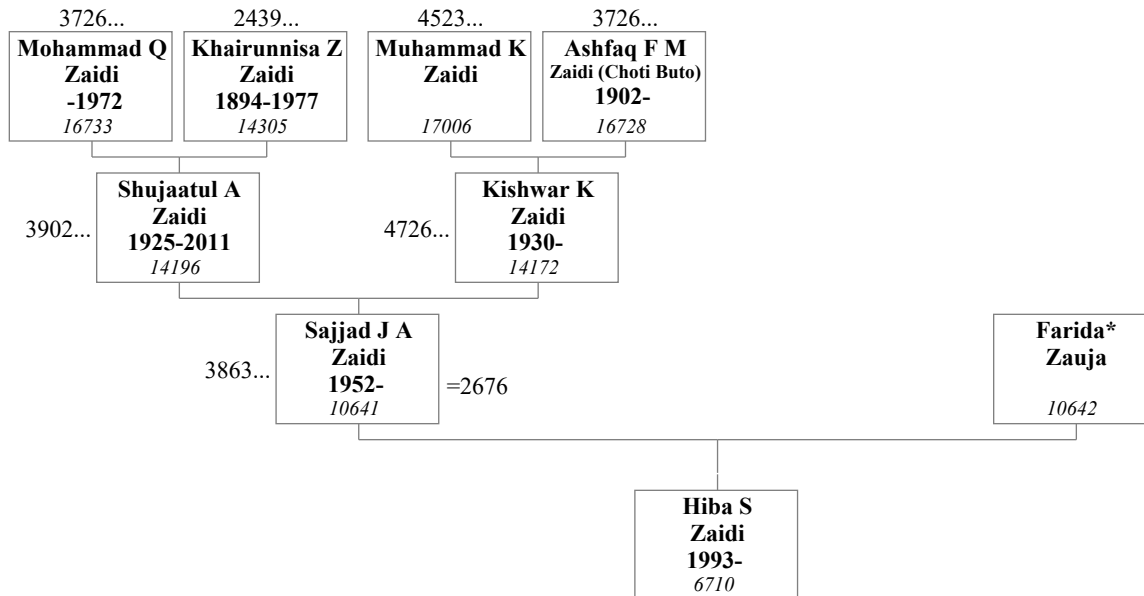 3726...
2439...
4523...
3726...
Mohammad Q
Zaidi
-1972
16733
Khairunnisa Z
Zaidi
1894-1977
14305
Muhammad K
Zaidi
17006
Ashfaq F M
Zaidi (Choti Buto)
1902-
16728
3902...
Shujaatul A
Zaidi
1925-2011
14196
4726...
Kishwar K
Zaidi
1930-
14172
3863...
Sajjad J A
Zaidi
1952-
10641
=2676
Farida*
Zauja
10642
Hiba S
Zaidi
1993-
6710